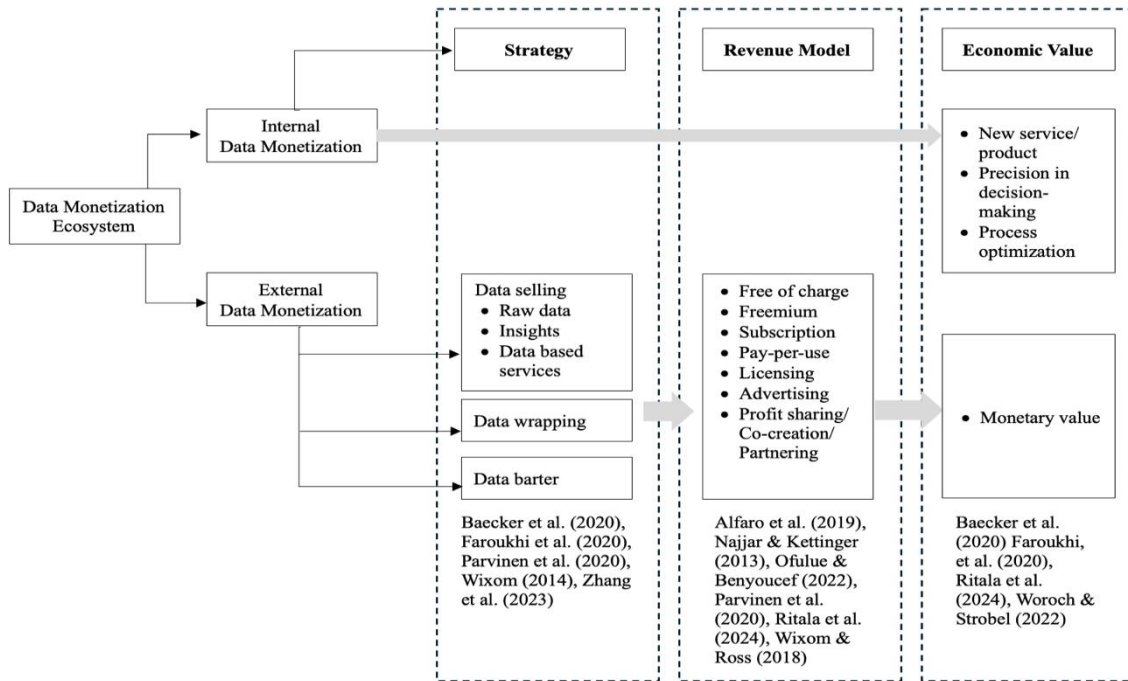 Strategy
Revenue Model
Economic Value
Internal
Data Monetization
• New service/
product
• Precision in
decision-
making
• Process
optimization
Data Monetization
Ecosystem
External
Data Monetization
Data selling
• Raw data
• Insights
• Data based
services
Data wrapping
Data barter
• Free of charge
• Freemium
• Subscription
• Pay-per-use
• Licensing
• Advertising
• Profit sharing/
Co-creation/
Partnering
• Monetary value
Baecker et al. (2020),
Faroukhi et al. (2020),
Parvinen et al. (2020),
Wixom (2014), Zhang
et al. (2023)
Alfaro et al. (2019),
Najjar & Kettinger
(2013), Ofulue &
Benyoucef (2022),
Parvinen et al.
(2020), Ritala et al.
(2024), Wixom &
Ross (2018)
Baecker et al.
(2020) Faroukhi,
et al. (2020),
Ritala et al.
(2024), Woroch &
Strobel (2022)